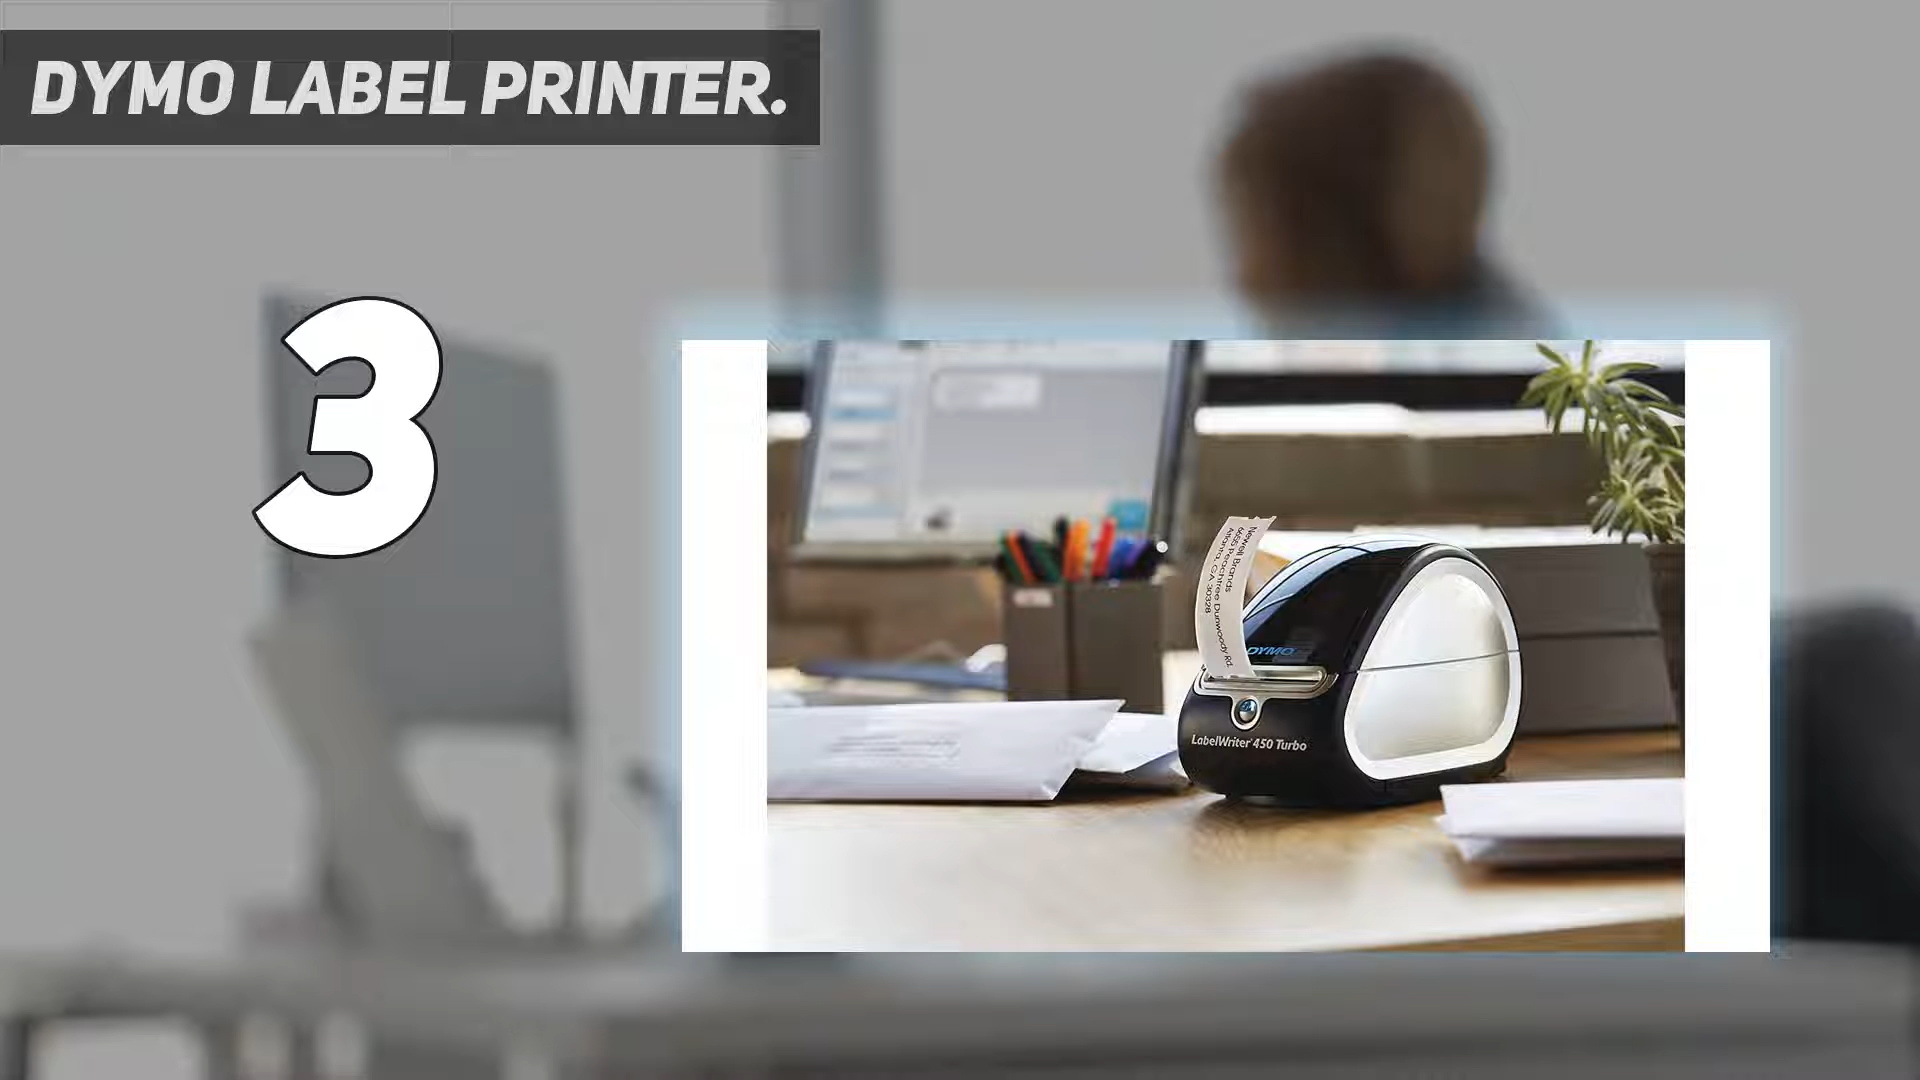 DYMO LABEL PRINTER.
3
Newell Brands
6655 Peachtree Dunwoody Rd.
Atlanta, GA 30328
DYMO
LabelWriter 450 Turbo